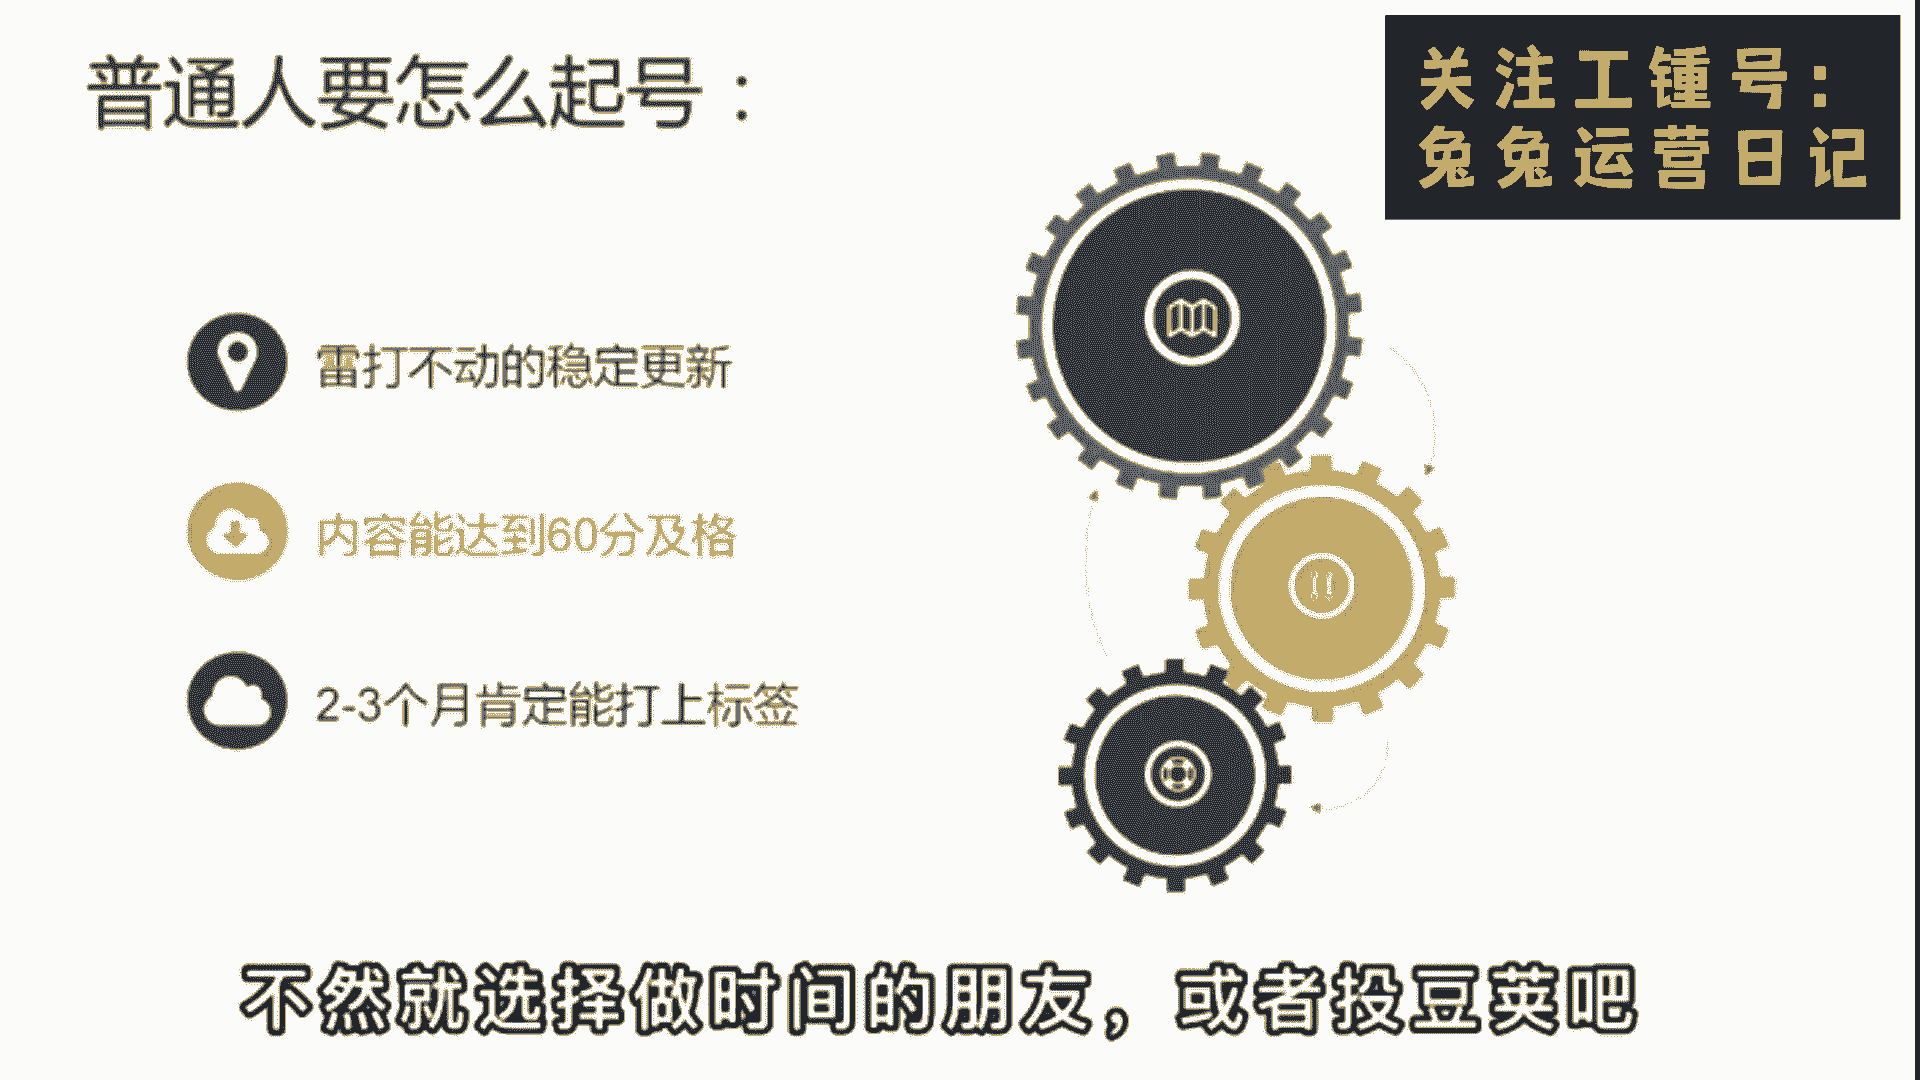 普通人要怎么起号：
关注工锺号：
兔兔运营日记
雷打不动的稳定更新
内容能达到60分及格
2-3个月肯定能打上标签
不然就选择做时间的朋友，或者投豆荚吧